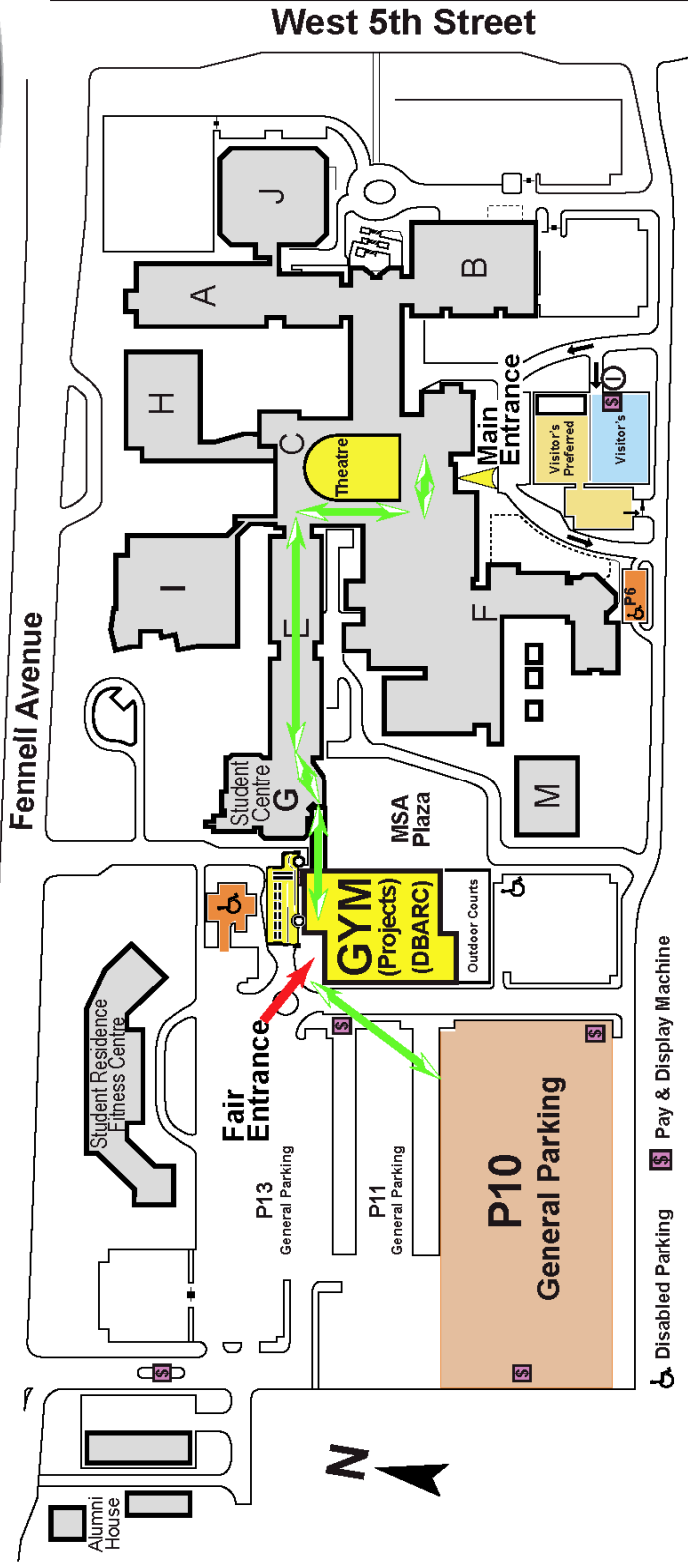 West 5th Street
Fennell Avenue
J
A
B
H
C
Theatre
Main
Entrance
Visitor's
Preferred
Visitor's
$
I
E
F
P6
Student
Centre
G
MSA
Plaza
M
GYM
(Projects)
(DBARC)
Outdoor Courts
Student Residence
Fitness Centre
Fair
Entrance
$
$
P13
General Parking
P11
General Parking
P10
General Parking
$
$
Alumni
House
N
Disabled Parking
$ Pay & Display Machine